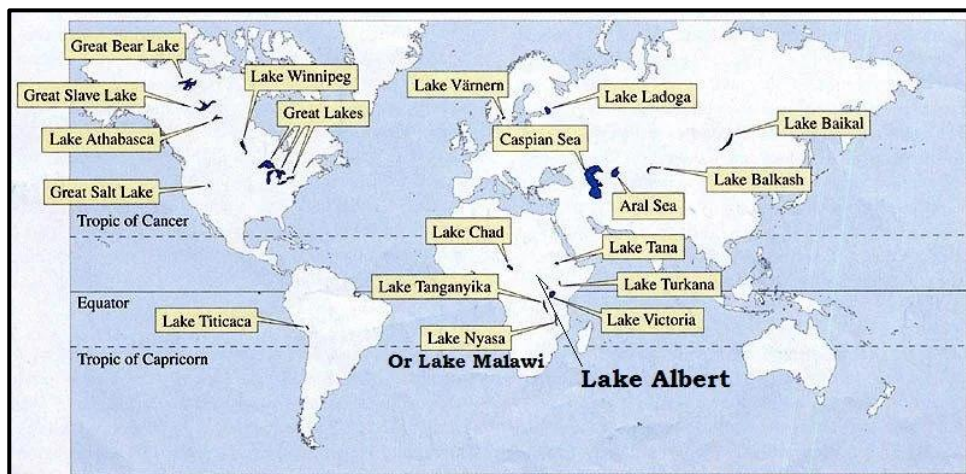 Great Bear Lake
Lake Winnipeg
Great Slave Lake
Great Lakes
Lake Athabasca
Great Salt Lake
Tropic of Cancer
Lake Värnern
Lake Ladoga
Caspian Sea
Lake Baikal
Lake Balkash
Aral Sea
Lake Chad
Lake Tana
Lake Tanganyika
Lake Turkana
Equator
Lake Titicaca
Lake Victoria
Lake Nyasa
Tropic of Capricorn
Or Lake Malawi
Lake Albert